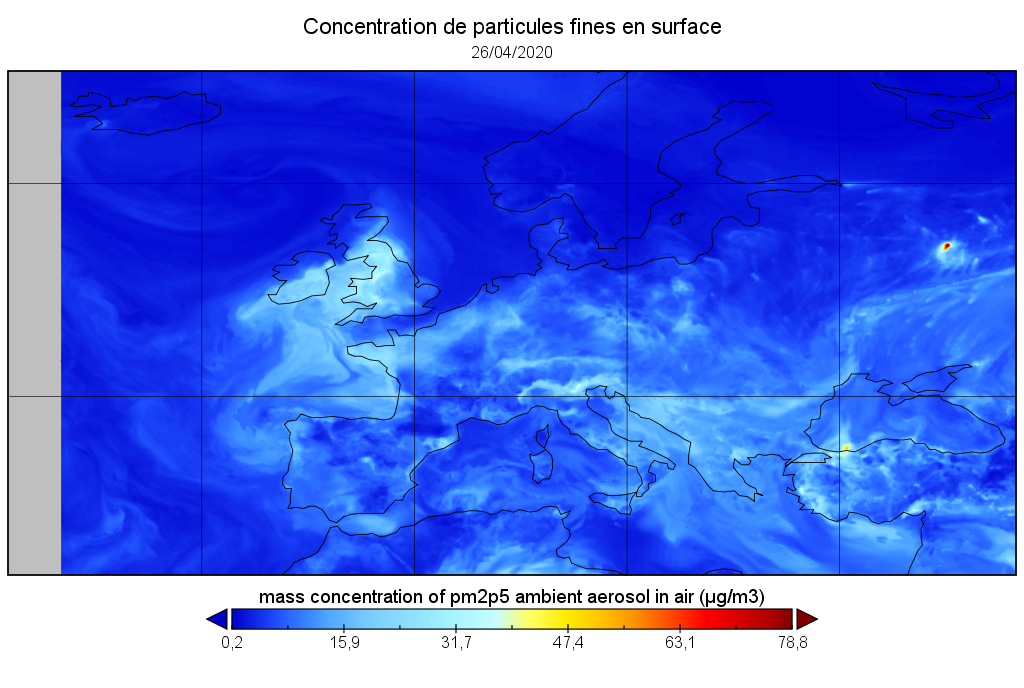 Concentration de particules fines en surface
26/04/2020
mass concentration of pm2p5 ambient aerosol in air (µg/m3)
0,2 15,9 31,7 47,4 63,1 78,8